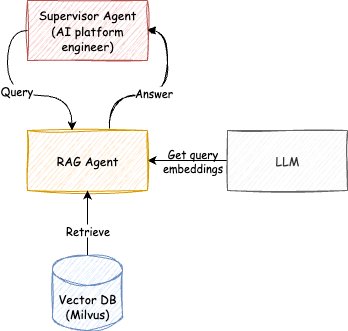 Supervisor Agent
(AI platform
engineer)
Query
Answer
RAG Agent
Get query
embeddings
LLM
Retrieve
Vector DB
(Milvus)